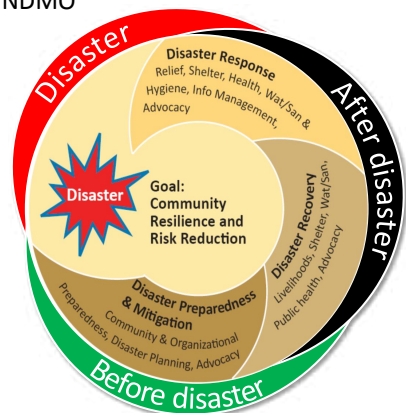 NDMO
Disaster
Disaster Response
Relief, Shelter, Health, Wat/San &
Hygiene, Info Management,
Advocacy
After disaster
Disaster
Goal:
Community
Resilience and
Risk Reduction
Disaster Recovery
Livelihoods, Shelter, Wat/San,
Public health, Advocacy
Disaster Preparedness
& Mitigation
Community & Organizational
Preparedness, Disaster Planning, Advocacy
Before disaster